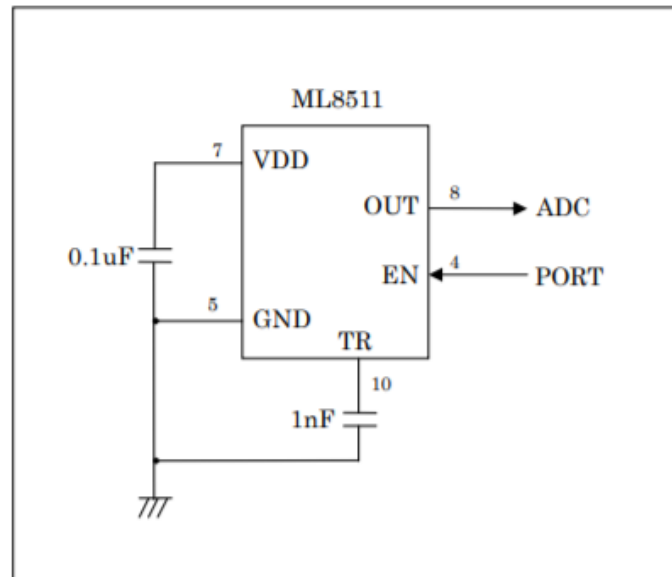 ML8511
7 VDD
OUT 8 ADC
0.1uF
EN 4 PORT
5 GND
TR
10
1nF